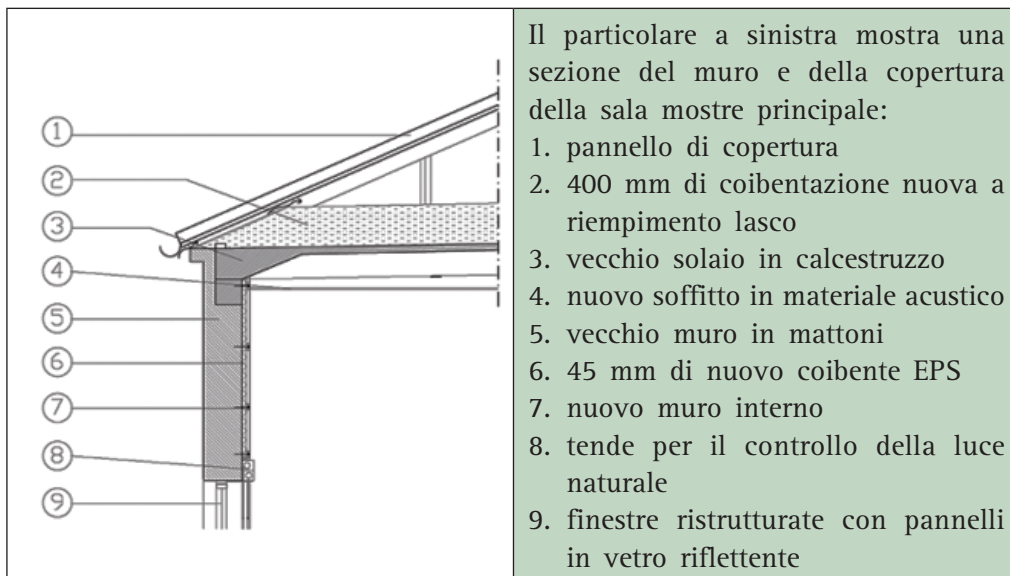 1
2
3
4
5
6
7
8
9
Il particolare a sinistra mostra una
sezione del muro e della copertura
della sala mostre principale:
1. pannello di copertura
2. 400 mm di coibentazione nuova a
riempimento lasco
3. vecchio solaio in calcestruzzo
4. nuovo soffitto in materiale acustico
5. vecchio muro in mattoni
6. 45 mm di nuovo coibente EPS
7. nuovo muro interno
8. tende per il controllo della luce
naturale
9. finestre ristrutturate con pannelli
in vetro riflettente